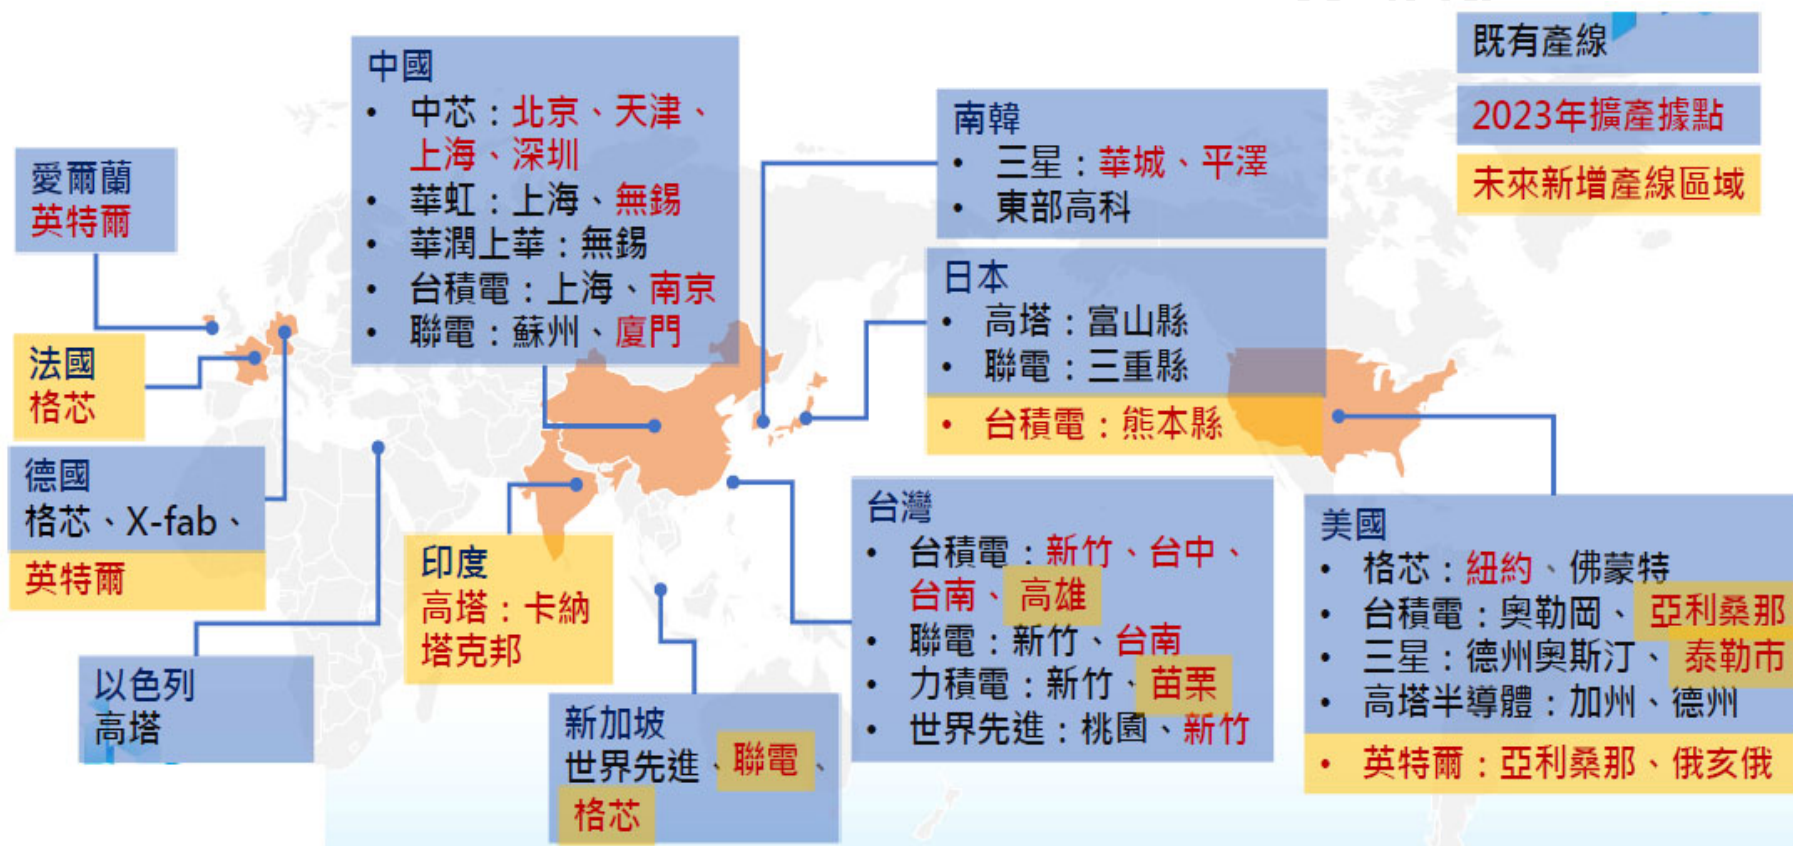 既有產線
2023年擴產據點
未來新增產線區域
中國
• 中芯：北京、天津、
上海、深圳
• 華虹：上海、無錫
• 華潤上華：無錫
• 台積電：上海、南京
• 聯電：蘇州、廈門
南韓
• 三星：華城、平澤
• 東部高科
愛爾蘭
英特爾
日本
• 高塔：富山縣
• 聯電：三重縣
• 台積電：熊本縣
法國
格芯
德國
格芯、X-fab、
英特爾
印度
高塔：卡納
塔克邦
台灣
• 台積電：新竹、台中、
台南、高雄
• 聯電：新竹、台南
• 力積電：新竹、苗栗
• 世界先進：桃園、新竹
美國
• 格芯：紐約、佛蒙特
• 台積電：奧勒岡、亞利桑那
• 三星：德州奧斯汀、泰勒市
• 高塔半導體：加州、德州
• 英特爾：亞利桑那、俄亥俄
以色列
高塔
新加坡
世界先進、聯電、
格芯